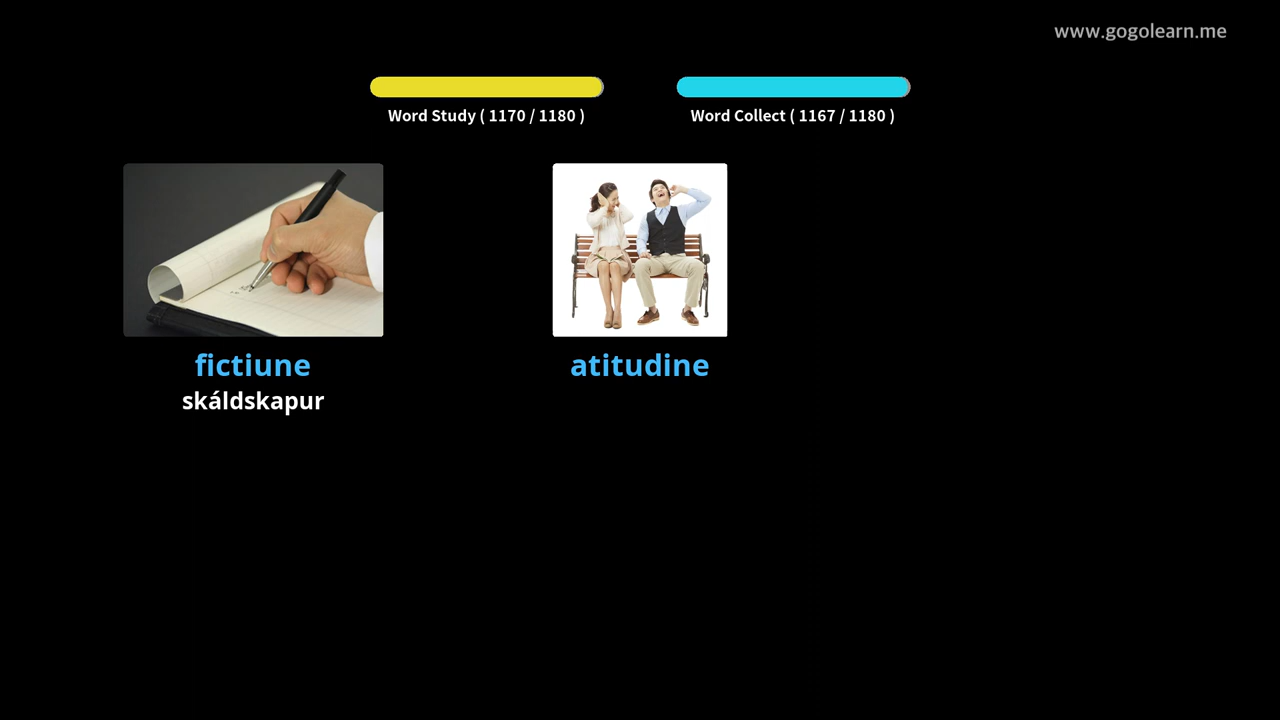 www.gogolearn.me
Word Study ( 1170 / 1180 )
Word Collect ( 1167 / 1180 )
fictiune
skáldskapur
atitudine